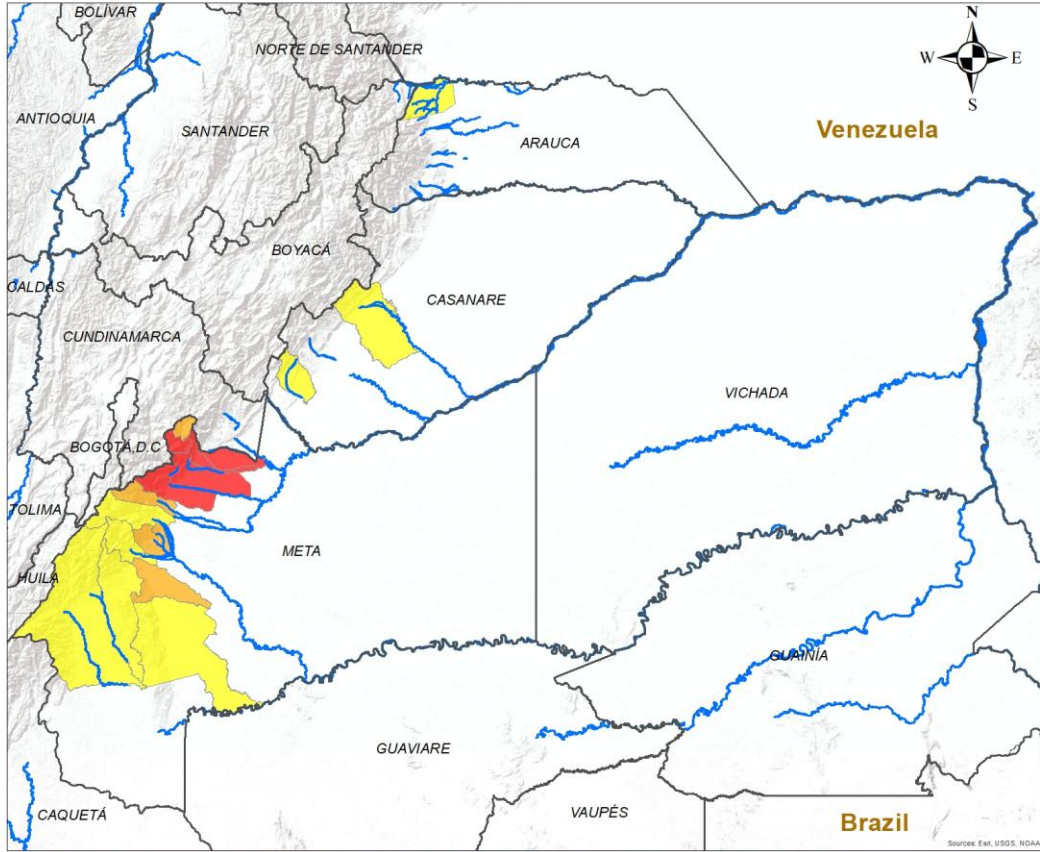 BOLÍVAR
N
NORTE DE SANTANDER
W
E
S
ANTIOQUIA
SANTANDER
Venezuela
ARAUCA
BOYACÁ
CALDAS
CASANARE
CUNDINAMARCA
VICHADA
BOGOTÁ, D.C
TOLIMA
META
HUILA
GUAINÍA
GUAVIARE
CAQUETÁ
VAUPÉS
Brazil
Sources: Esri, USGS, NOAA